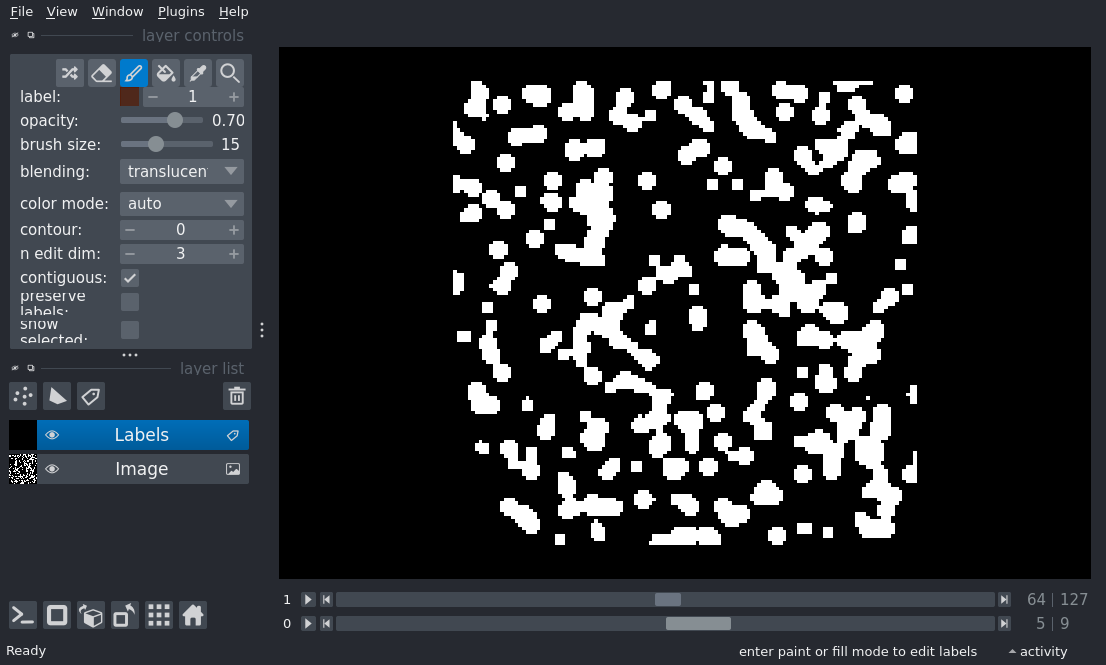 File View Window Plugins Help
layer controls
label: 1
opacity: 0.70
brush size: 15
blending: translucen
color mode: auto
contour: 0
n edit dim: 3
contiguous:
preserve
labels:
show
selected:
layer list
Labels
Image
1 64 | 127
0 5 | 9
Ready enter paint or fill mode to edit labels activity